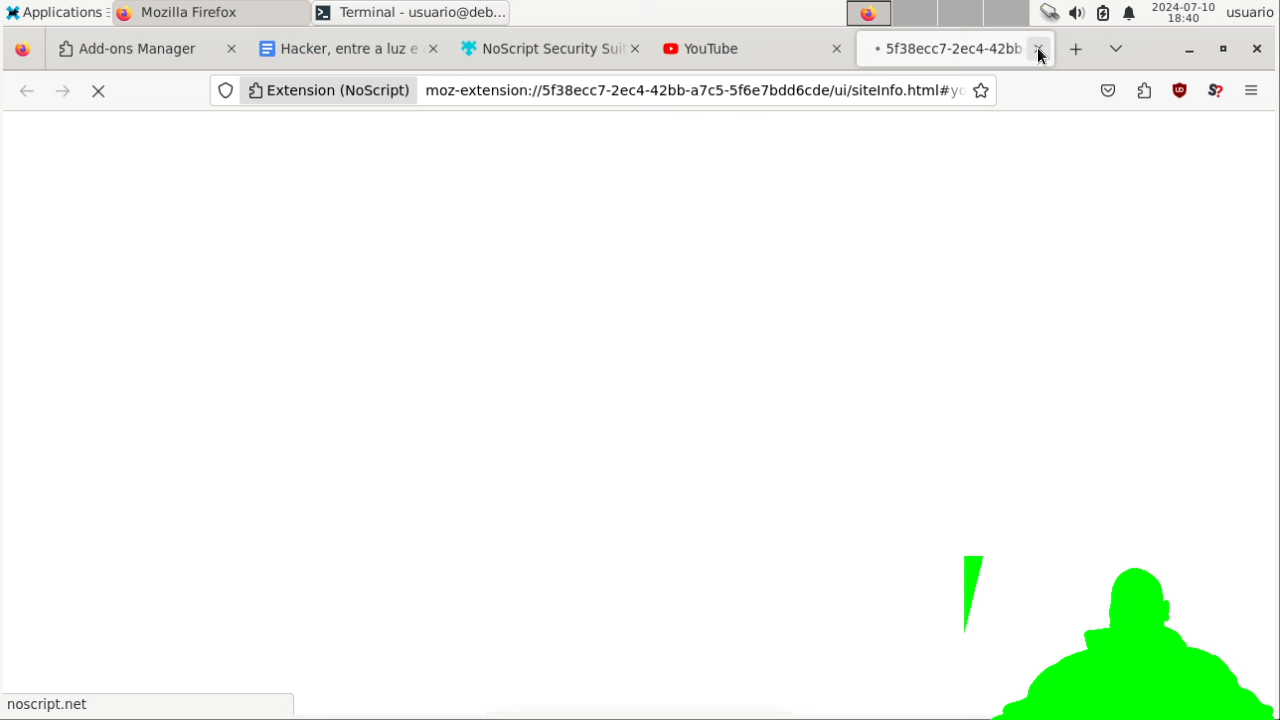 Applications
Mozilla Firefox
Terminal - usuario@deb...
2024-07-10
18:40
usuario
Add-ons Manager
Hacker, entre a luz e
NoScript Security Suit
YouTube
5f38ecc7-2ec4-42bb
Extension (NoScript)
moz-extension://5f38ecc7-2ec4-42bb-a7c5-5f6e7bdd6cde/ui/siteInfo.html#yo
noscript.net